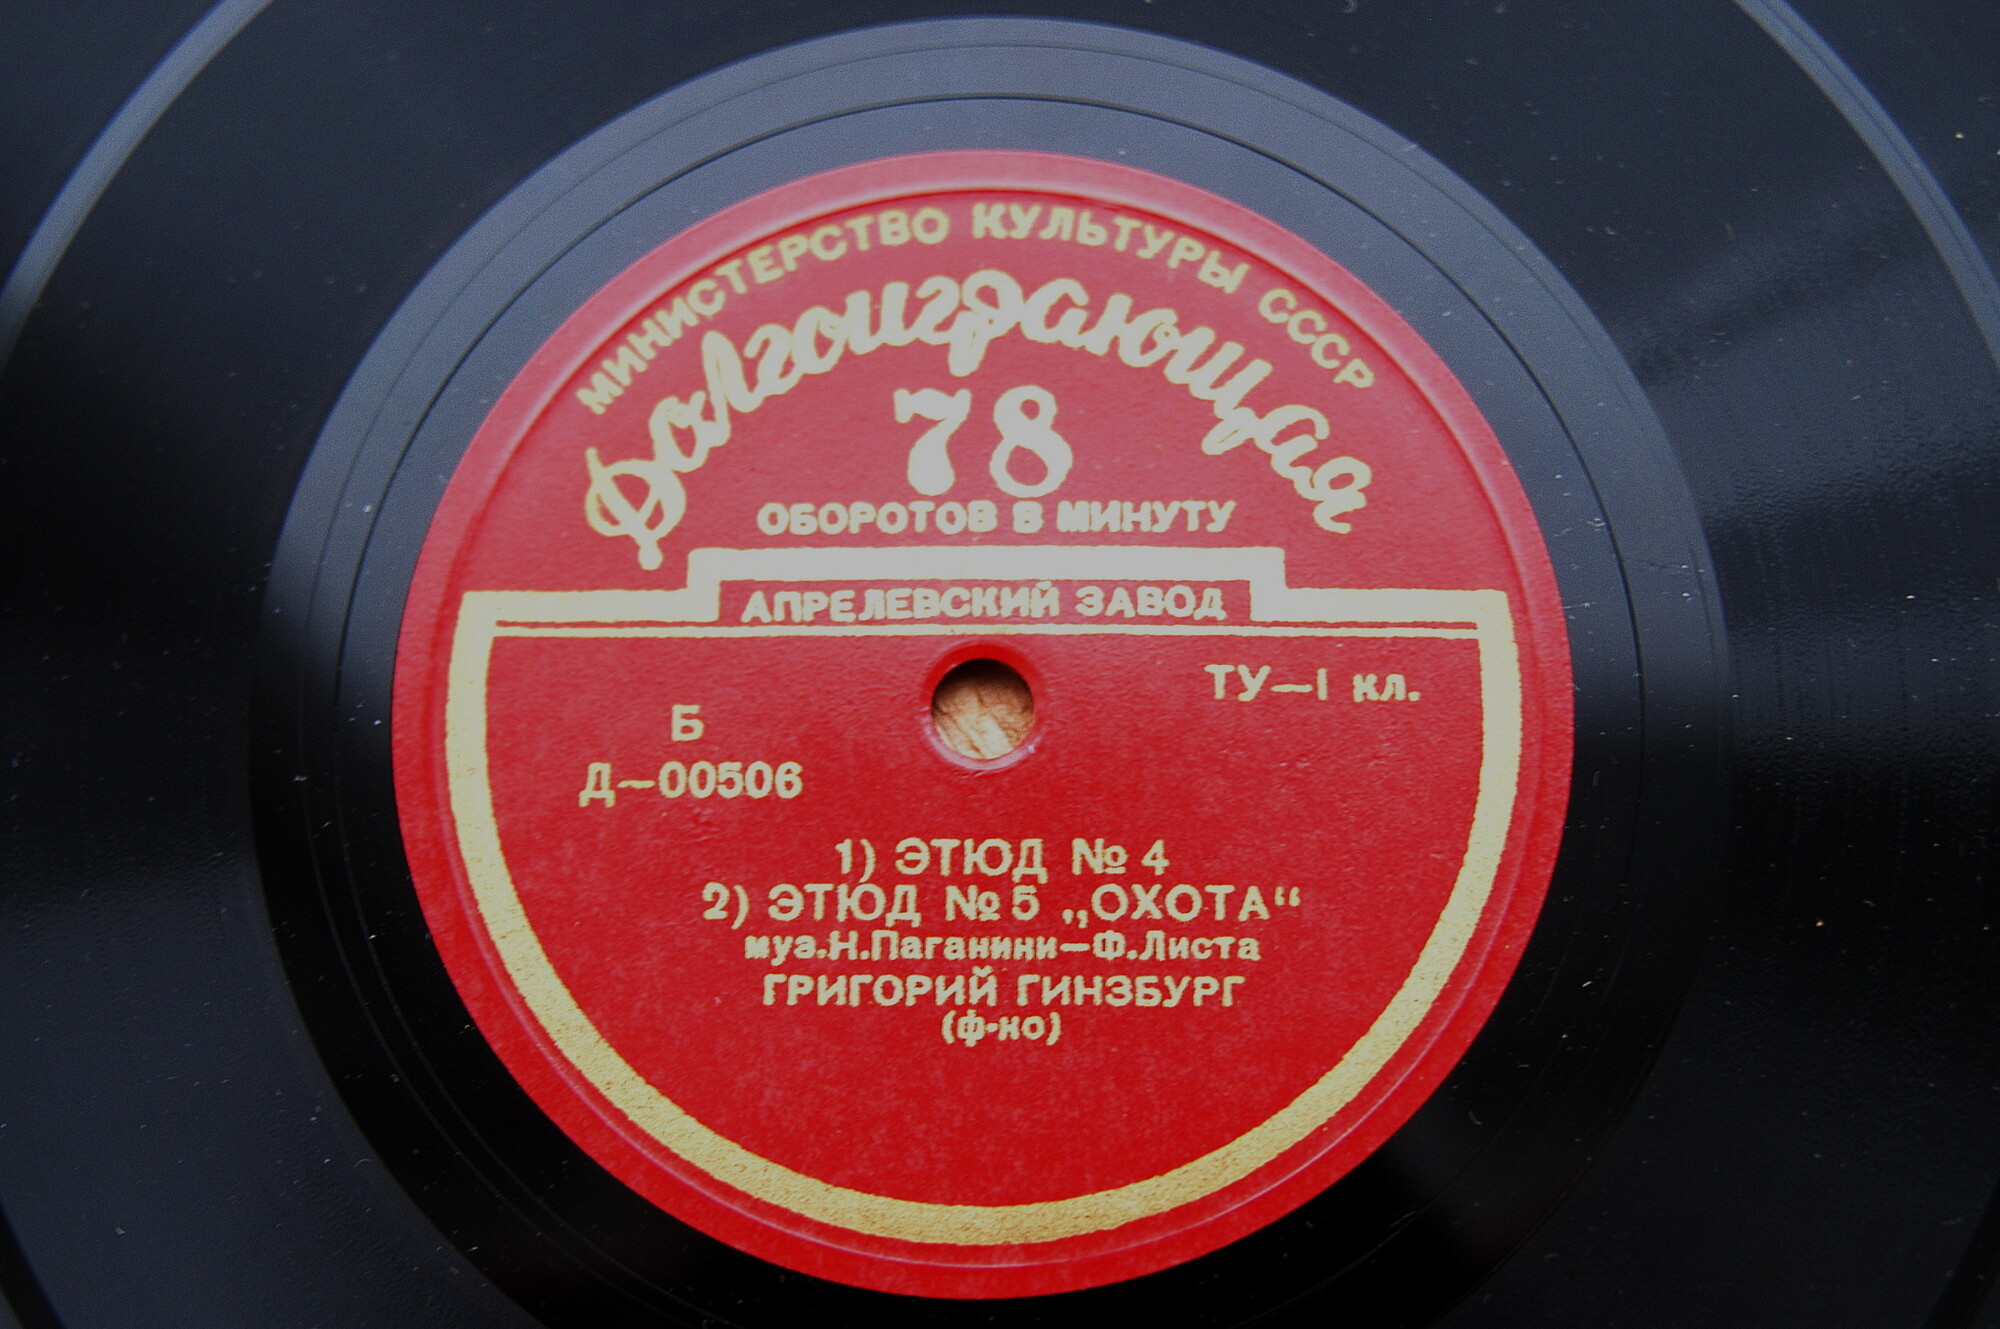 МИНИСТЕРСТВО КУЛЬТУРЫ СССР
Долгоиграющая
78
ОБОРОТОВ В МИНУТУ
АПРЕЛЕВСКИЙ ЗАВОД
ТУ—I кл.
Б
Д—00506
1) ЭТЮД № 4
2) ЭТЮД № 5 „ОХОТА“
муз.Н.Паганини—Ф.Листа
ГРИГОРИЙ ГИНЗБУРГ
(ф-но)